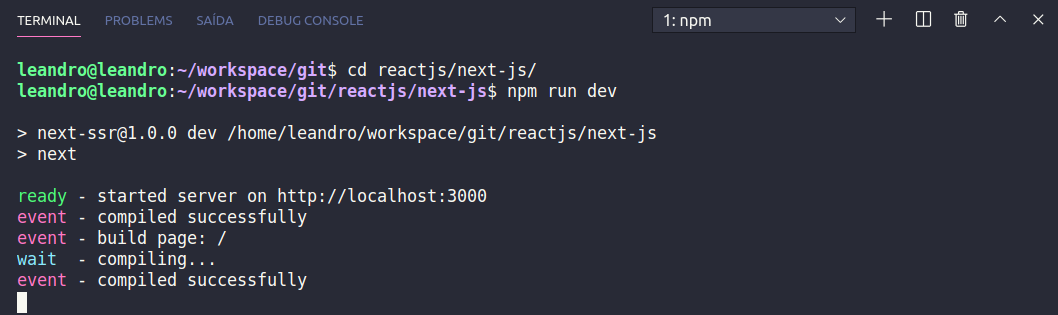 TERMINAL PROBLEMS SAÍDA DEBUG CONSOLE 1: npm
leandro@leandro:~/workspace/git$ cd reactjs/next-js/
leandro@leandro:~/workspace/git/reactjs/next-js$ npm run dev
> next-ssr@1.0.0 dev /home/leandro/workspace/git/reactjs/next-js
> next
ready - started server on http://localhost:3000
event - compiled successfully
event - build page: /
wait  - compiling...
event - compiled successfully